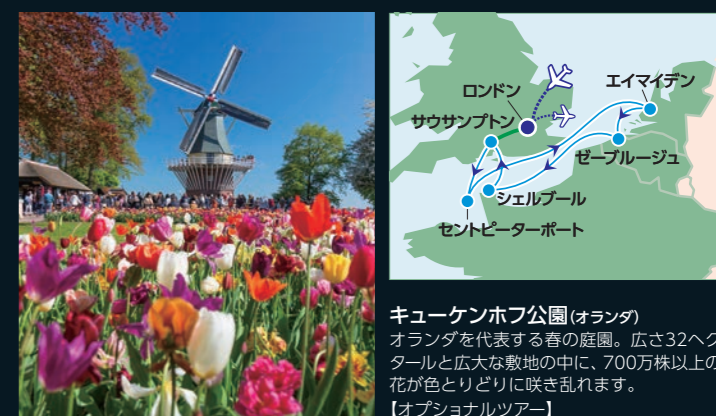 ロンドン
エイマイデン
サウサンプトン
ゼーブルージュ
シェルブール
セントピーターポート
キューケンホフ公園(オランダ)
オランダを代表する春の庭園。広さ32ヘク
タールと広大な敷地の中に、700万株以上の
花が色とりどりに咲き乱れます。
【オプショナルツアー】